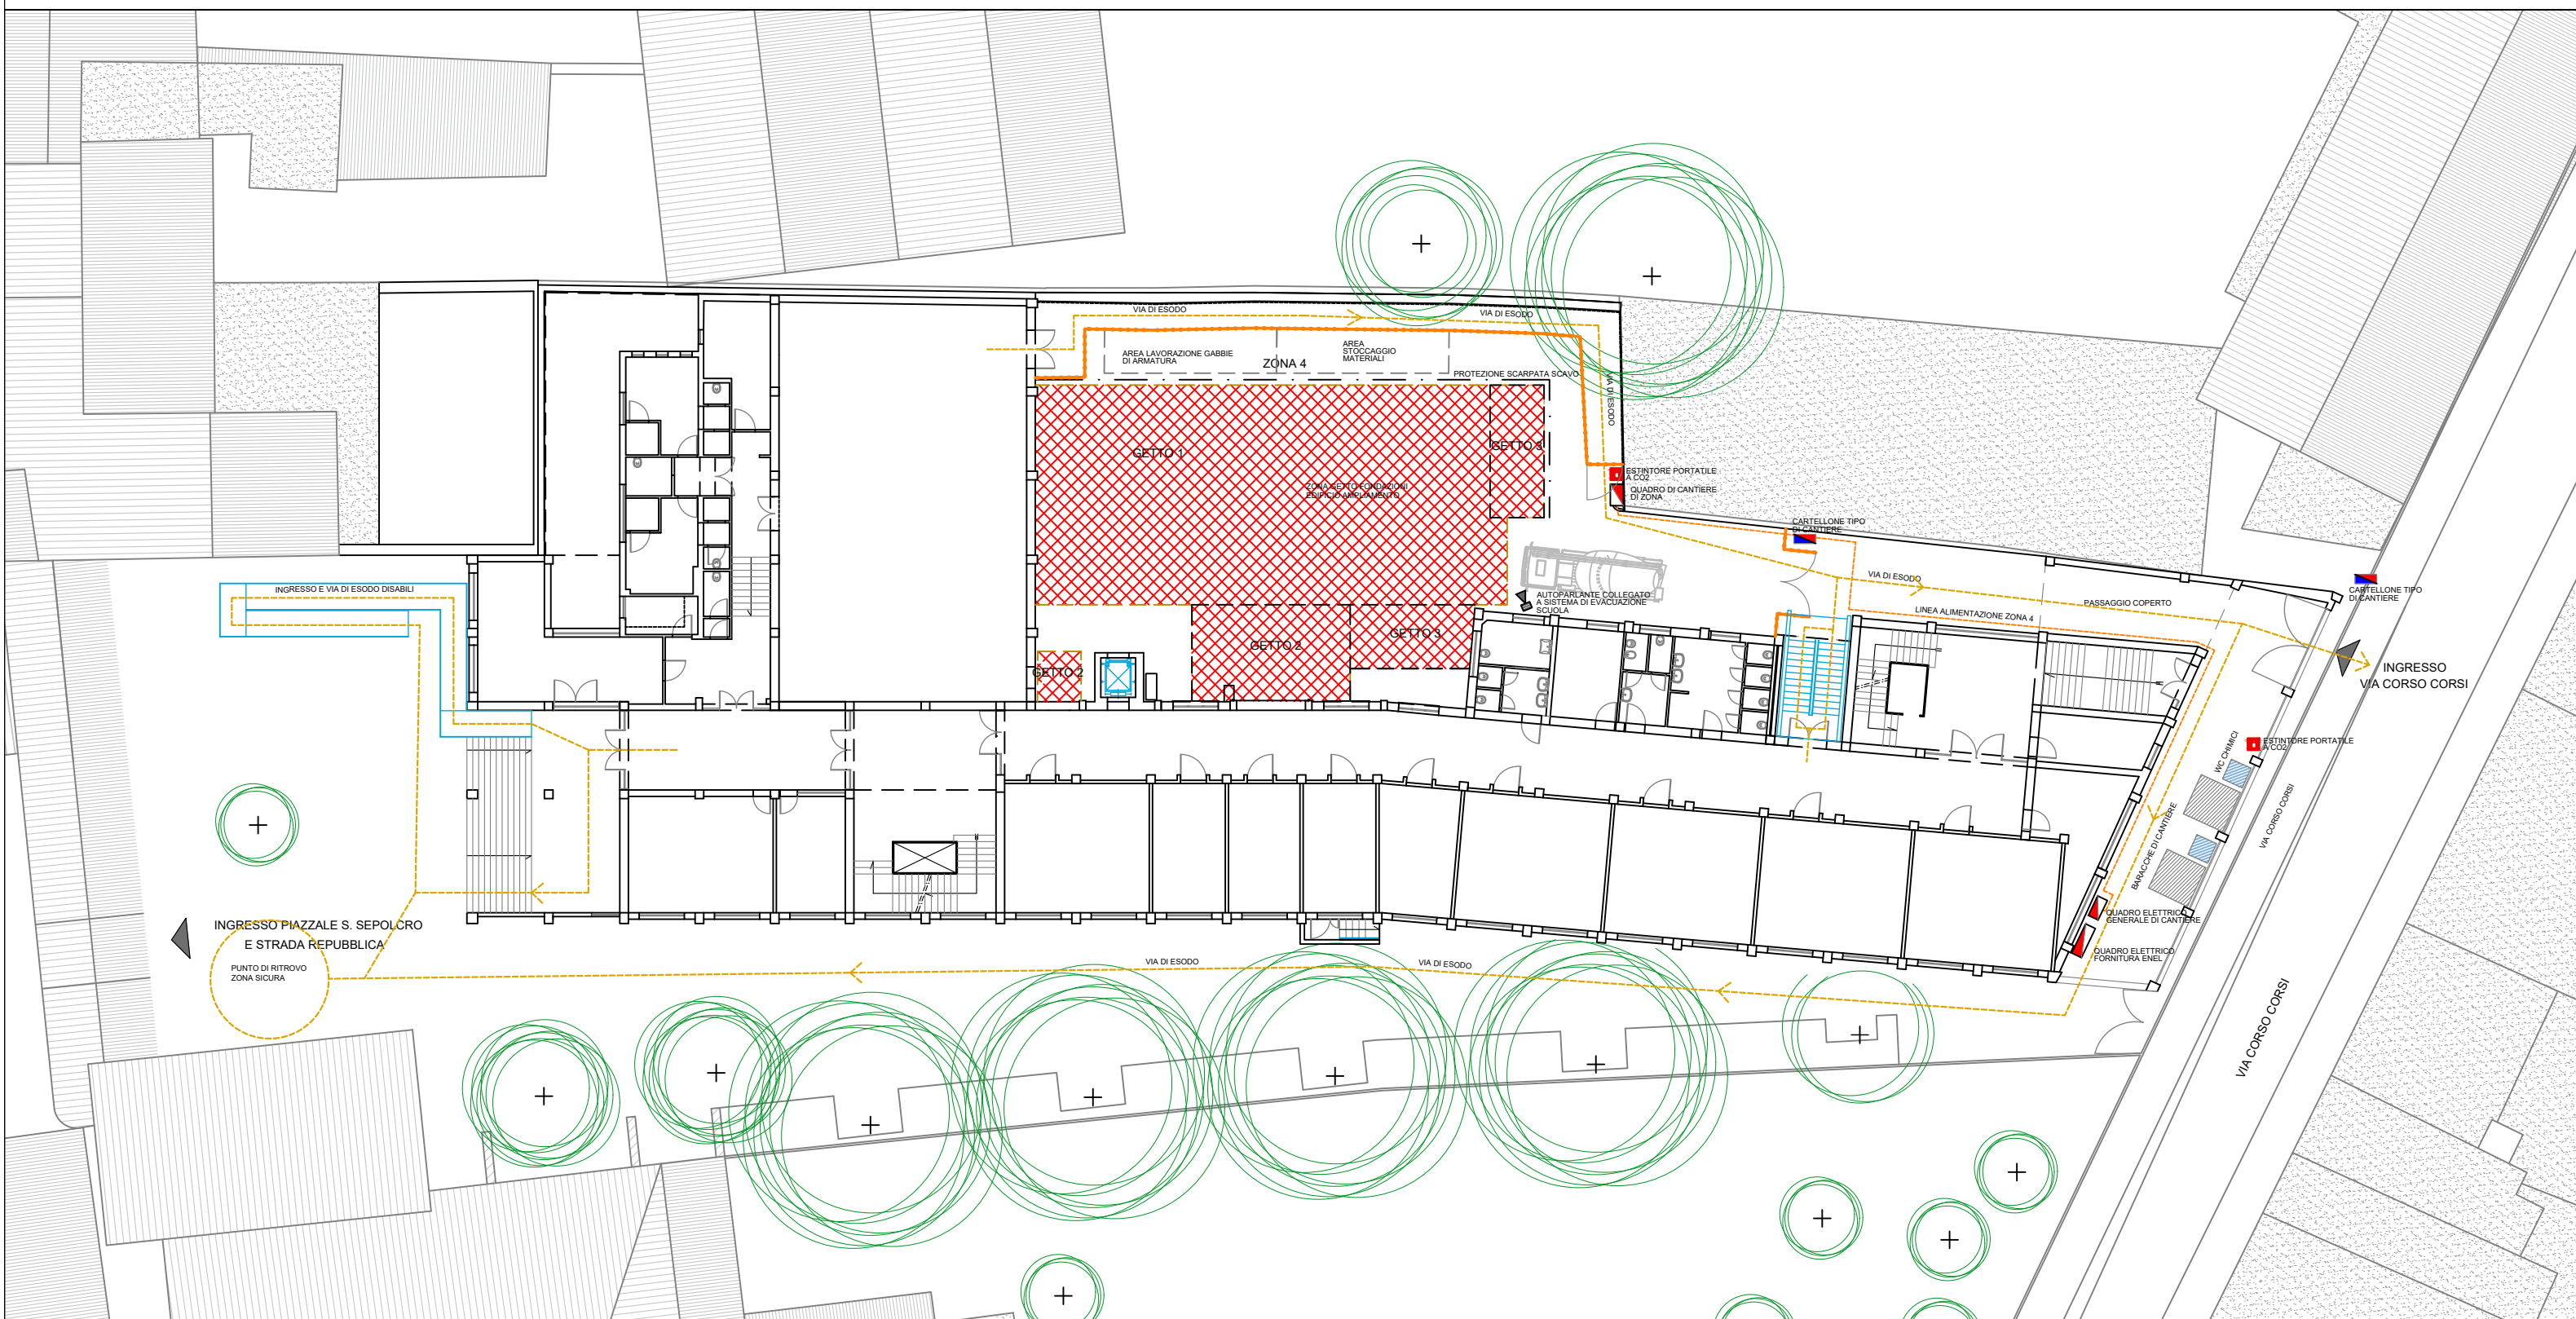 VIA DI ESODO
VIA DI ESODO
AREA LAVORAZIONE GABBIE
DI ARMATURA
AREA
STOCCAGGIO
MATERIALI
ZONA 4
PROTEZIONE SCARPATA SCAVO
VIA DI ESODO
GETTO 1
GETTO 3
ZONA GETTO FONDAZIONI
EDIFICIO AMPLIAMENTO
ESTINTORE PORTATILE
A CO2
QUADRO DI CANTIERE
DI ZONA
CARTELLONE TIPO
DI CANTIERE
VIA DI ESODO
CARTELLONE TIPO
DI CANTIERE
INGRESSO E VIA DI ESODO DISABILI
AUTOPARLANTE COLLEGATO
A SISTEMA DI EVACUAZIONE
SCUOLA
PASSAGGIO COPERTO
LINEA ALIMENTAZIONE ZONA 4
GETTO 2
GETTO 2
GETTO 3
INGRESSO
VIA CORSO CORSI
ESTINTORE PORTATILE
A CO2
WC CHIMICI
BARACCHE DI CANTIERE
VIA CORSO CORSI
QUADRO ELETTRICO
GENERALE DI CANTIERE
QUADRO ELETTRICO
FORNITURA ENEL
INGRESSO PIAZZALE S. SEPOLCRO
E STRADA REPUBBLICA
PUNTO DI RITROVO
ZONA SICURA
VIA DI ESODO
VIA DI ESODO
VIA CORSO CORSI